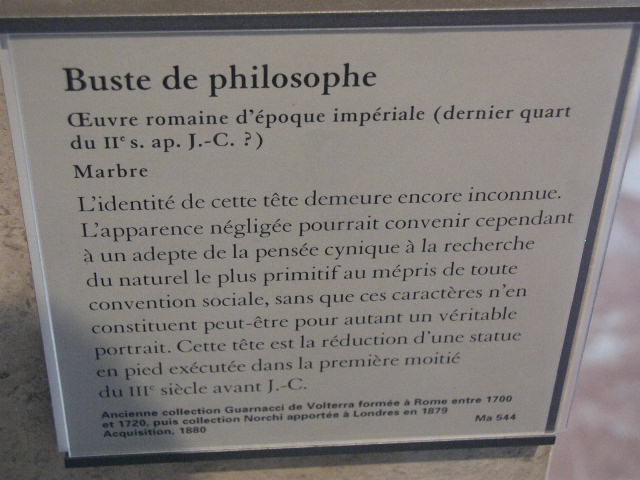 Buste de philosophe
Œuvre romaine d'époque impériale (dernier quart
du IIe s. ap. J.-C. ?)
Marbre
L'identité de cette tête demeure encore inconnue.
L'apparence négligée pourrait convenir cependant
à un adepte de la pensée cynique à la recherche
du naturel le plus primitif au mépris de toute
convention sociale, sans que ces caractères n'en
constituent peut-être pour autant un véritable
portrait. Cette tête est la réduction d'une statue
en pied exécutée dans la première moitié
du IIIe siècle avant J.-C.
Ancienne collection Guarnacci de Volterra formée à Rome entre 1700
et 1720, puis collection Norchi apportée à Londres en 1879
Acquisition, 1880
Ma 544